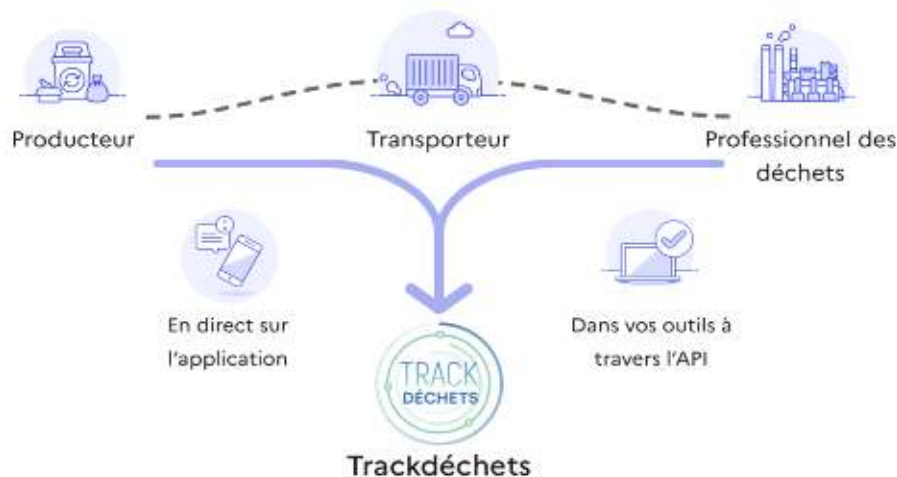 Producteur
Transporteur
Professionnel des
déchets
En direct sur
l'application
Dans vos outils à
travers l'API
TRACK
DÉCHETS
Trackdéchets